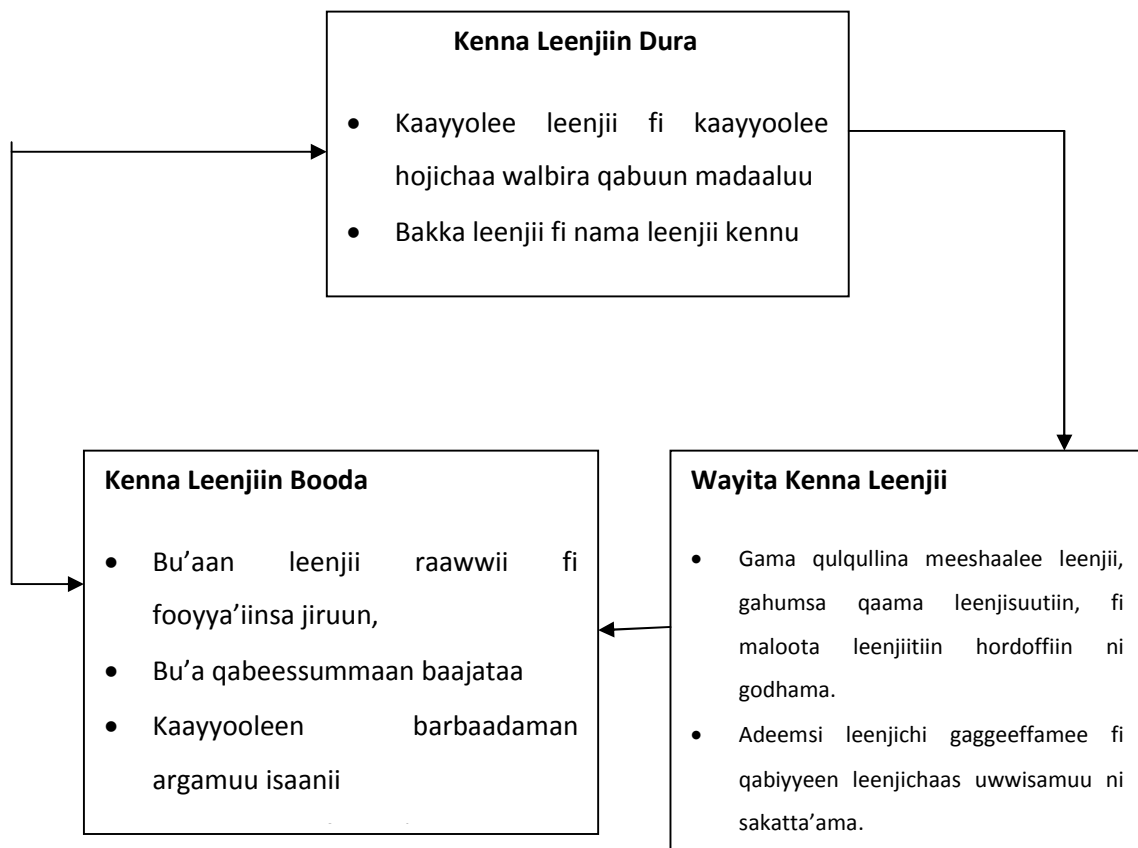 Kenna Leenjiin Dura
• Kaayyolee leenjii fi kaayyoolee
hojichaa walbira qabuun madaaluu
• Bakka leenjii fi nama leenjii kennu
Kenna Leenjiin Booda
• Bu’aan leenjii raawwii fi
fooyya’iinsa jiruun,
• Bu’a qabeessummaan baajataa
• Kaayyooleen barbaadaman
argamuu isaanii
Wayita Kenna Leenjii
• Gama qulqullina meeshaalee leenjii,
gahumsa qaama leenjisuutiin, fi
maloota leenjiitiin hordoffiin ni
godhama.
• Adeemsi leenjichi gaggeeffamee fi
qabiyyeen leenjichaas uwwisamuu ni
sakatta’ama.